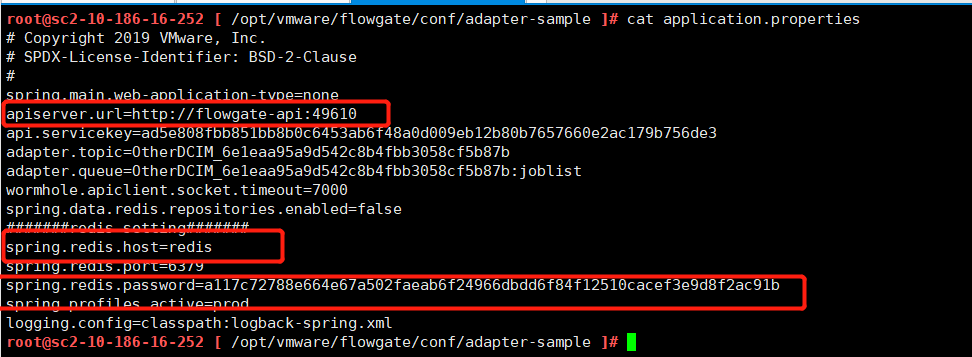 root@sc2-10-186-16-252 [ /opt/vmware/flowgate/conf/adapter-sample ]# cat application.properties
# Copyright 2019 VMware, Inc.
# SPDX-License-Identifier: BSD-2-Clause
#
spring.main.web-application-type=none
apiserver.url=http://flowgate-api:49610
api.servicekey=ad5e808fbb851bb8b0c6453ab6f48a0d009eb12b80b7657660e2ac179b756de3
adapter.topic=OtherDCIM_6e1eaa95a9d542c8b4fbb3058cf5b87b
adapter.queue=OtherDCIM_6e1eaa95a9d542c8b4fbb3058cf5b87b:joblist
wormhole.apiclient.socket.timeout=7000
spring.data.redis.repositories.enabled=false
#######redis setting#######
spring.redis.host=redis
spring.redis.port=6379
spring.redis.password=a117c72788e664e67a502faeab6f24966dbdd6f84f12510cacef3e9d8f2ac91b
spring.profiles.active=prod
logging.config=classpath:logback-spring.xml
root@sc2-10-186-16-252 [ /opt/vmware/flowgate/conf/adapter-sample ]#